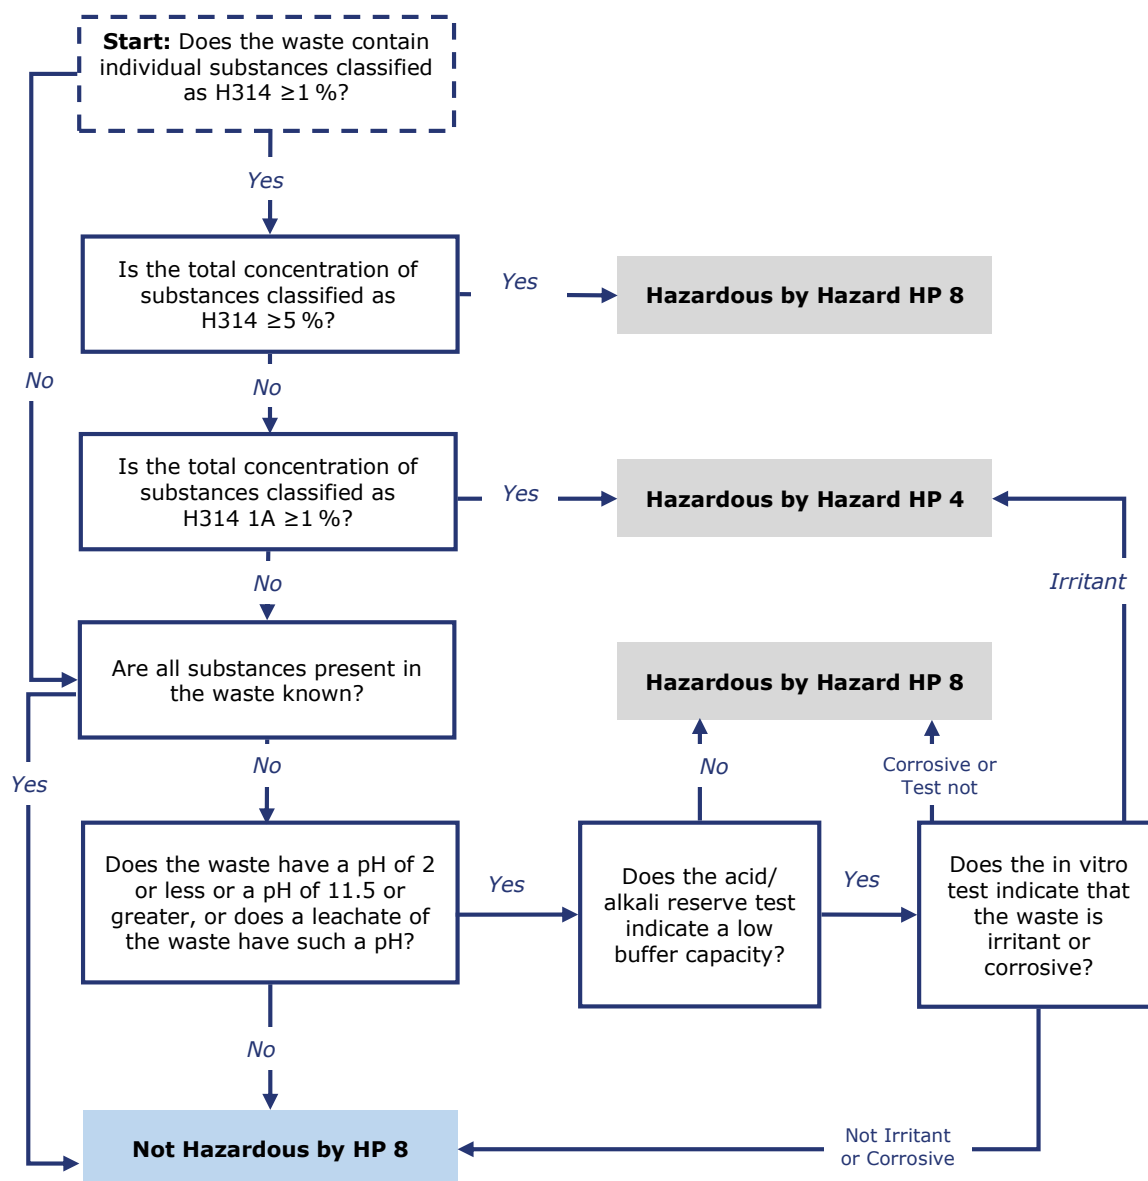 Start: Does the waste contain
individual substances classified
as H314 ≥1 %?
Yes
Is the total concentration of
substances classified as
H314 ≥5 %?
Yes
Hazardous by Hazard HP 8
No
No
Is the total concentration of
substances classified as
H314 1A ≥1 %?
Yes
Hazardous by Hazard HP 4
No
Irritant
Are all substances present in
the waste known?
Hazardous by Hazard HP 8
Yes
No
No
Corrosive or
Test not
Does the waste have a pH of 2
or less or a pH of 11.5 or
greater, or does a leachate of
the waste have such a pH?
Yes
Does the acid/
alkali reserve test
indicate a low
buffer capacity?
Yes
Does the in vitro
test indicate that
the waste is
irritant or
corrosive?
No
Not Hazardous by HP 8
Not Irritant
or Corrosive